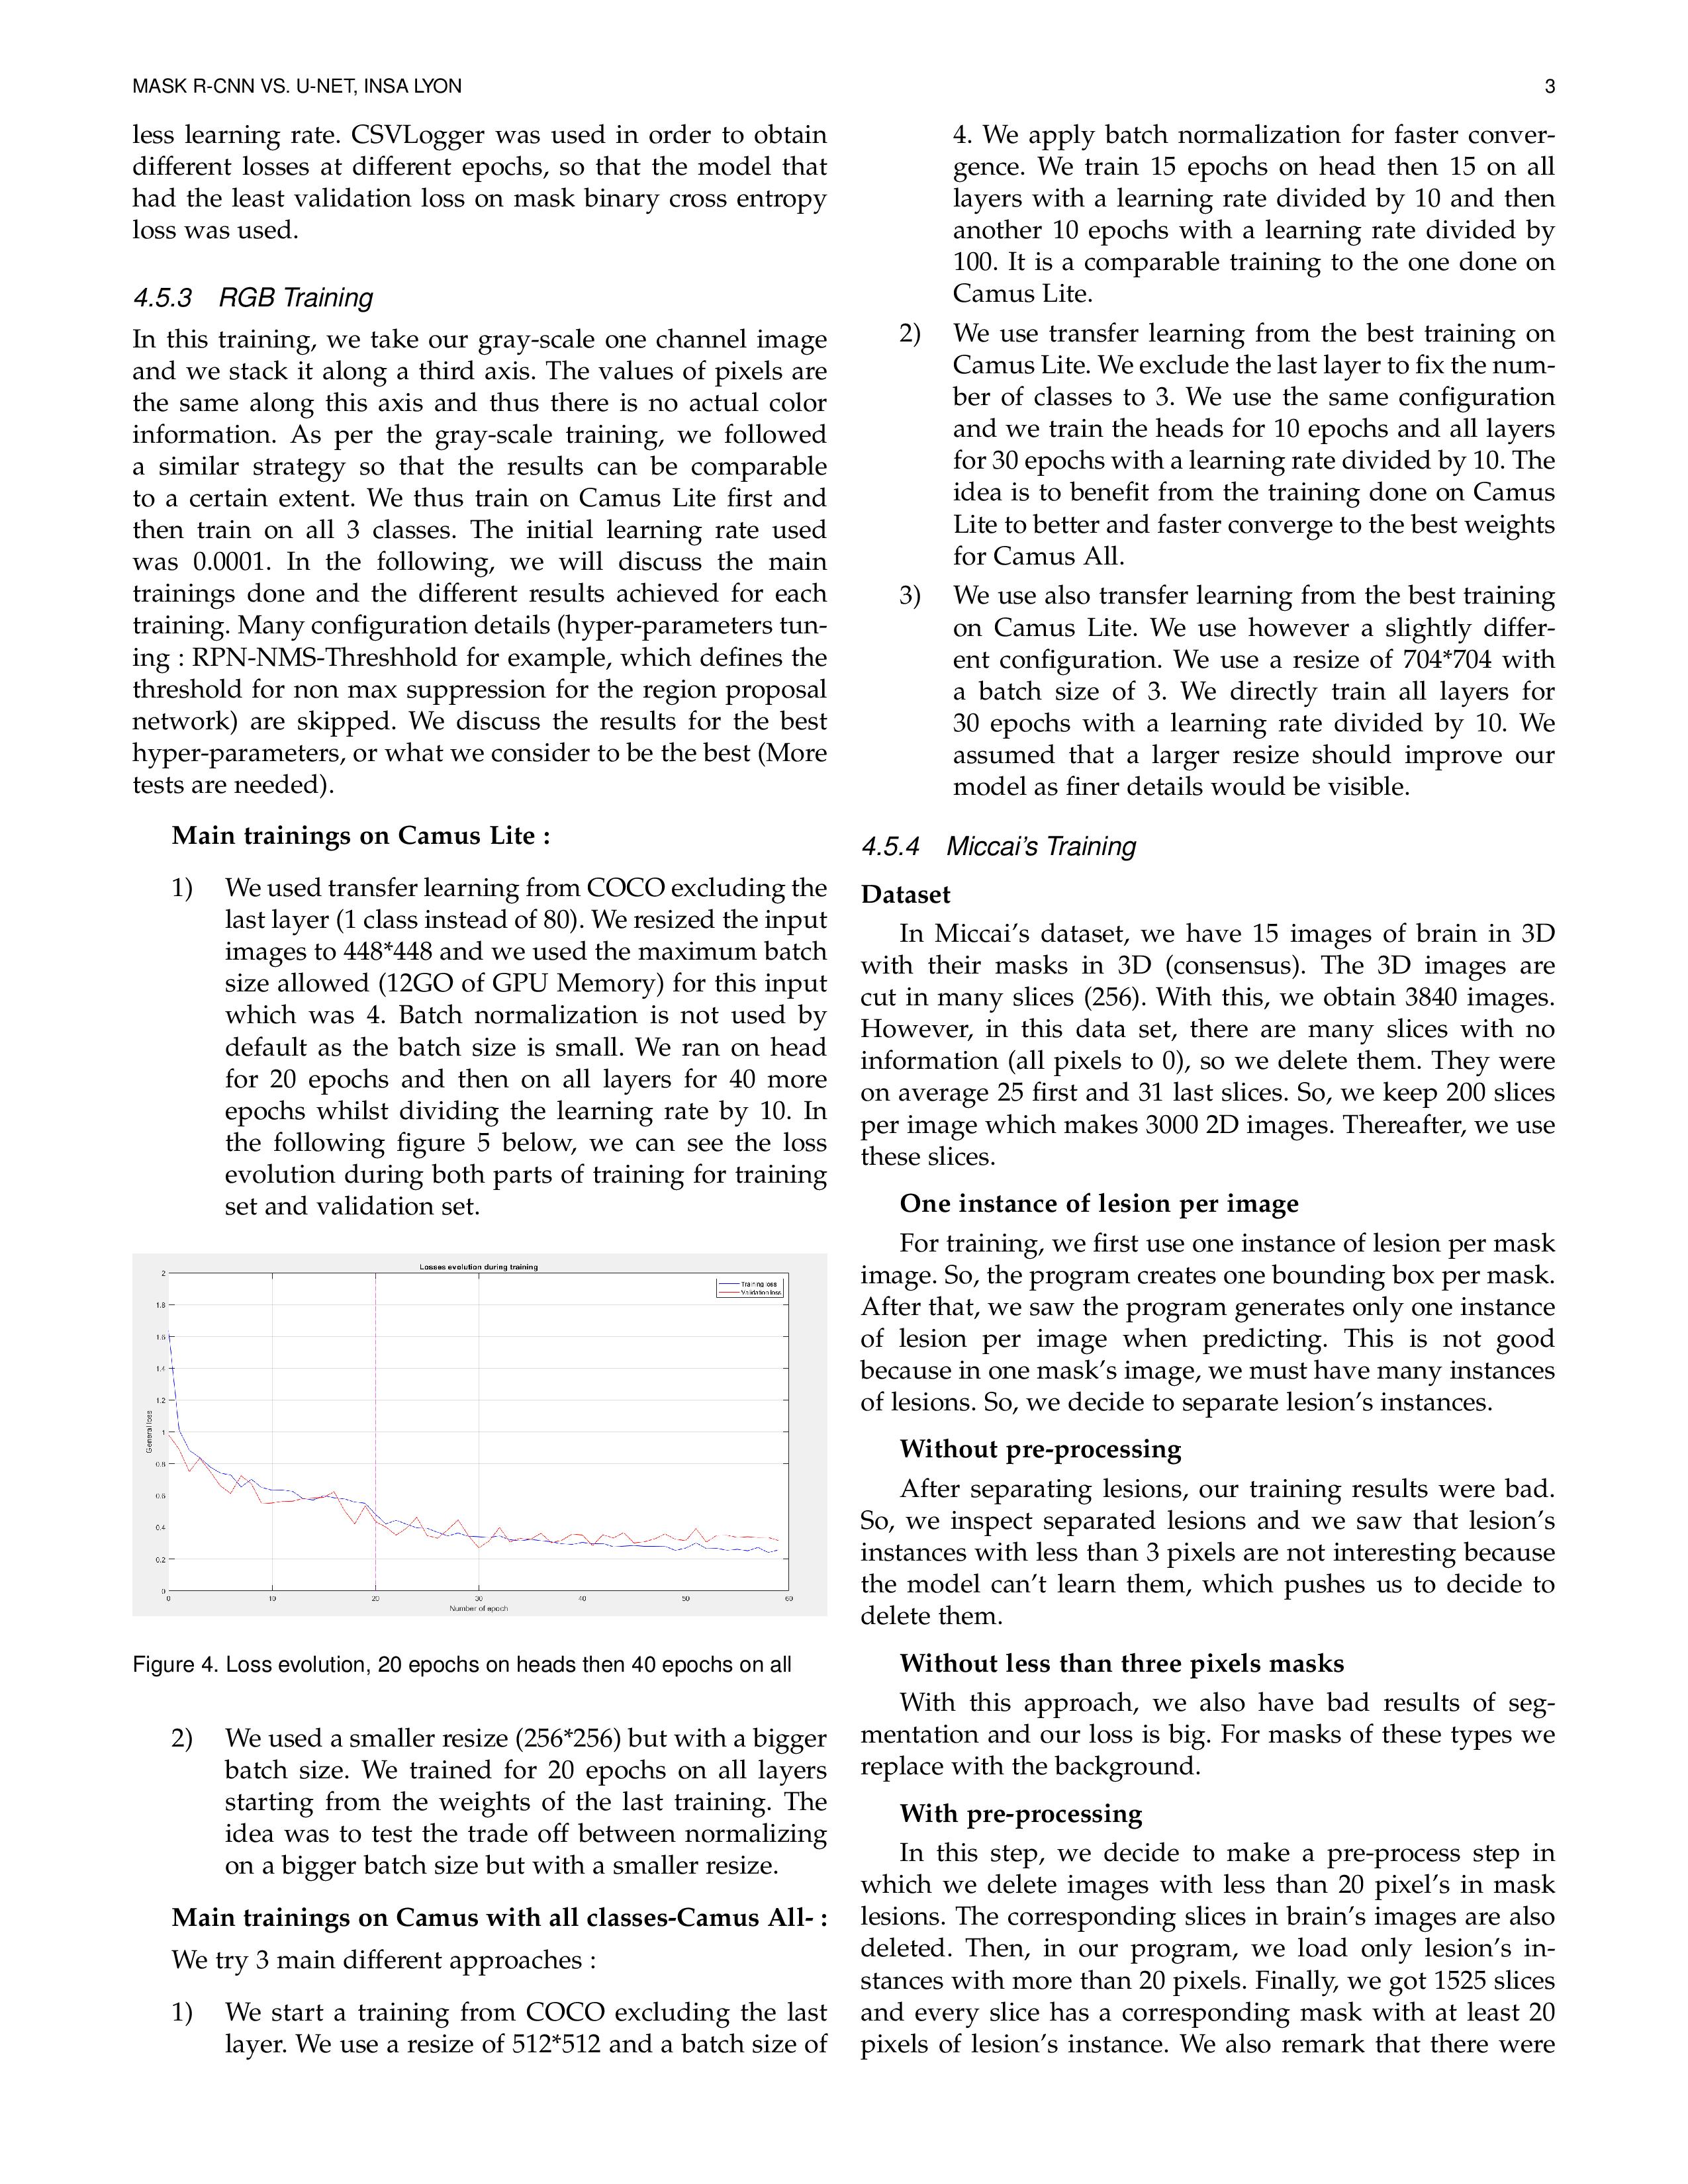 MASK R-CNN VS. U-NET, INSA LYON
3
less learning rate. CSVLogger was used in order to obtain
different losses at different epochs, so that the model that
had the least validation loss on mask binary cross entropy
loss was used.
4.5.3 RGB Training
In this training, we take our gray-scale one channel image
and we stack it along a third axis. The values of pixels are
the same along this axis and thus there is no actual color
information. As per the gray-scale training, we followed
a similar strategy so that the results can be comparable
to a certain extent. We thus train on Camus Lite first and
then train on all 3 classes. The initial learning rate used
was 0.0001. In the following, we will discuss the main
trainings done and the different results achieved for each
training. Many configuration details (hyper-parameters tun-
ing : RPN-NMS-Threshhold for example, which defines the
threshold for non max suppression for the region proposal
network) are skipped. We discuss the results for the best
hyper-parameters, or what we consider to be the best (More
tests are needed).
Main trainings on Camus Lite :
1) We used transfer learning from COCO excluding the
last layer (1 class instead of 80). We resized the input
images to 448*448 and we used the maximum batch
size allowed (12GO of GPU Memory) for this input
which was 4. Batch normalization is not used by
default as the batch size is small. We ran on head
for 20 epochs and then on all layers for 40 more
epochs whilst dividing the learning rate by 10. In
the following figure 5 below, we can see the loss
evolution during both parts of training for training
set and validation set.
Losses evolution during training
Training loss
Validation loss
2
1.8
1.6
1.4
1.2
1
0.8
0.6
0.4
0.2
0
General loss
0 10 20 30 40 50 60
Number of epoch
Figure 4. Loss evolution, 20 epochs on heads then 40 epochs on all
2) We used a smaller resize (256*256) but with a bigger
batch size. We trained for 20 epochs on all layers
starting from the weights of the last training. The
idea was to test the trade off between normalizing
on a bigger batch size but with a smaller resize.
Main trainings on Camus with all classes-Camus All- :
We try 3 main different approaches :
1) We start a training from COCO excluding the last
layer. We use a resize of 512*512 and a batch size of
4. We apply batch normalization for faster conver-
gence. We train 15 epochs on head then 15 on all
layers with a learning rate divided by 10 and then
another 10 epochs with a learning rate divided by
100. It is a comparable training to the one done on
Camus Lite.
2) We use transfer learning from the best training on
Camus Lite. We exclude the last layer to fix the num-
ber of classes to 3. We use the same configuration
and we train the heads for 10 epochs and all layers
for 30 epochs with a learning rate divided by 10. The
idea is to benefit from the training done on Camus
Lite to better and faster converge to the best weights
for Camus All.
3) We use also transfer learning from the best training
on Camus Lite. We use however a slightly differ-
ent configuration. We use a resize of 704*704 with
a batch size of 3. We directly train all layers for
30 epochs with a learning rate divided by 10. We
assumed that a larger resize should improve our
model as finer details would be visible.
4.5.4 Miccai's Training
Dataset
In Miccai's dataset, we have 15 images of brain in 3D
with their masks in 3D (consensus). The 3D images are
cut in many slices (256). With this, we obtain 3840 images.
However, in this data set, there are many slices with no
information (all pixels to 0), so we delete them. They were
on average 25 first and 31 last slices. So, we keep 200 slices
per image which makes 3000 2D images. Thereafter, we use
these slices.
One instance of lesion per image
For training, we first use one instance of lesion per mask
image. So, the program creates one bounding box per mask.
After that, we saw the program generates only one instance
of lesion per image when predicting. This is not good
because in one mask's image, we must have many instances
of lesions. So, we decide to separate lesion's instances.
Without pre-processing
After separating lesions, our training results were bad.
So, we inspect separated lesions and we saw that lesion's
instances with less than 3 pixels are not interesting because
the model can't learn them, which pushes us to decide to
delete them.
Without less than three pixels masks
With this approach, we also have bad results of seg-
mentation and our loss is big. For masks of these types we
replace with the background.
With pre-processing
In this step, we decide to make a pre-process step in
which we delete images with less than 20 pixel's in mask
lesions. The corresponding slices in brain's images are also
deleted. Then, in our program, we load only lesion's in-
stances with more than 20 pixels. Finally, we got 1525 slices
and every slice has a corresponding mask with at least 20
pixels of lesion's instance. We also remark that there were